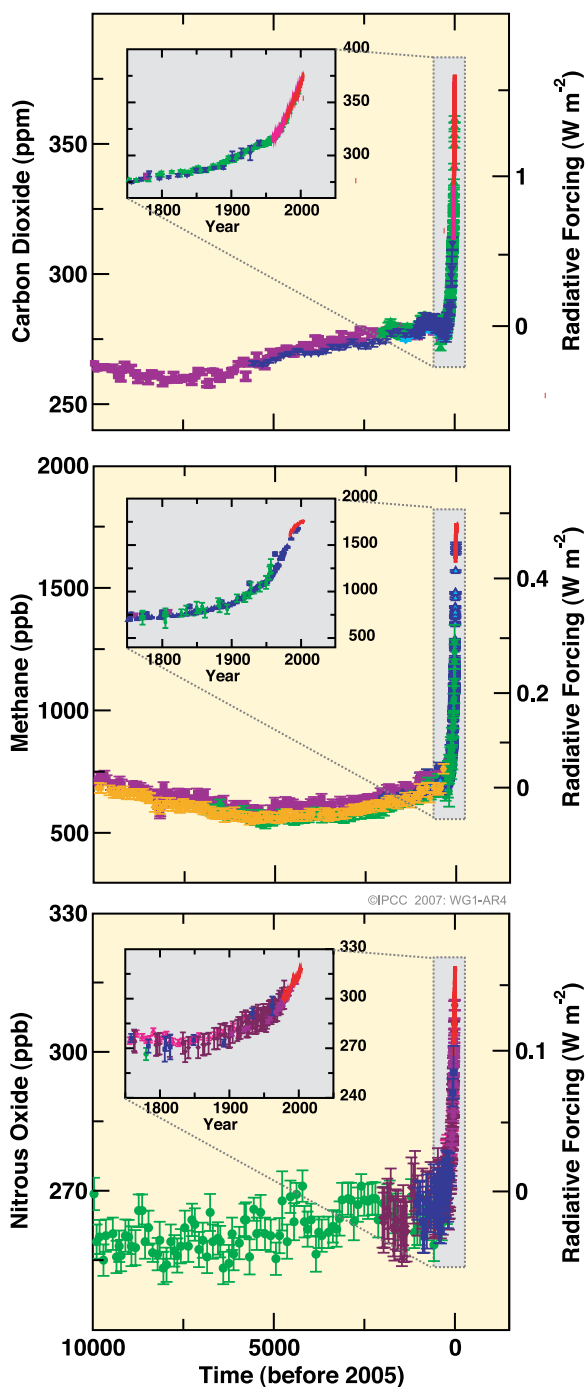 400
350
300
1800 1900 2000
Year
350
300
250
Carbon Dioxide (ppm)
1
0
Radiative Forcing (W m-2)
2000
1500
1000
500
Methane (ppb)
2000
1500
1000
500
1800 1900 2000
Year
0.4
0.2
0
Radiative Forcing (W m-2)
©IPCC 2007: WG1-AR4
330
300
270
Nitrous Oxide (ppb)
330
300
270
240
1800 1900 2000
Year
0.1
0
Radiative Forcing (W m-2)
10000 5000 0
Time (before 2005)